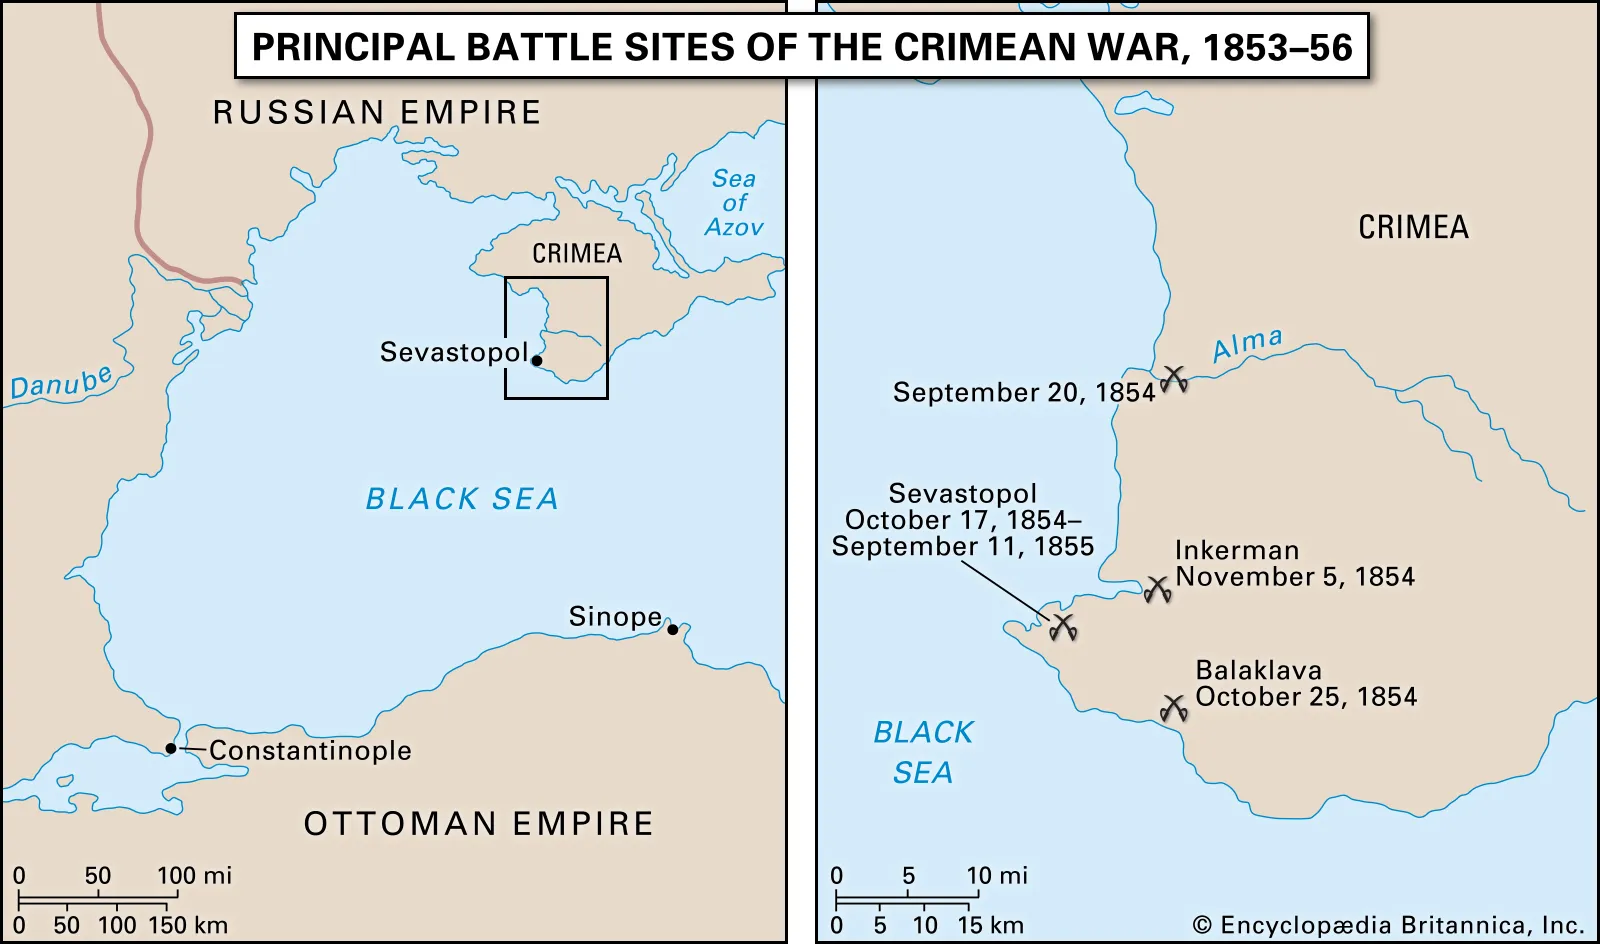 PRINCIPAL BATTLE SITES OF THE CRIMEAN WAR, 1853–56
RUSSIAN EMPIRE
Sea
of
Azov
CRIMEA
Sevastopol
Danube
BLACK SEA
Sinope
Constantinople
OTTOMAN EMPIRE
0 50 100 mi
0 50 100 150 km
CRIMEA
Alma
September 20, 1854
Sevastopol
October 17, 1854–
September 11, 1855
Inkerman
November 5, 1854
Balaklava
October 25, 1854
BLACK
SEA
0 5 10 mi
0 5 10 15 km
© Encyclopædia Britannica, Inc.